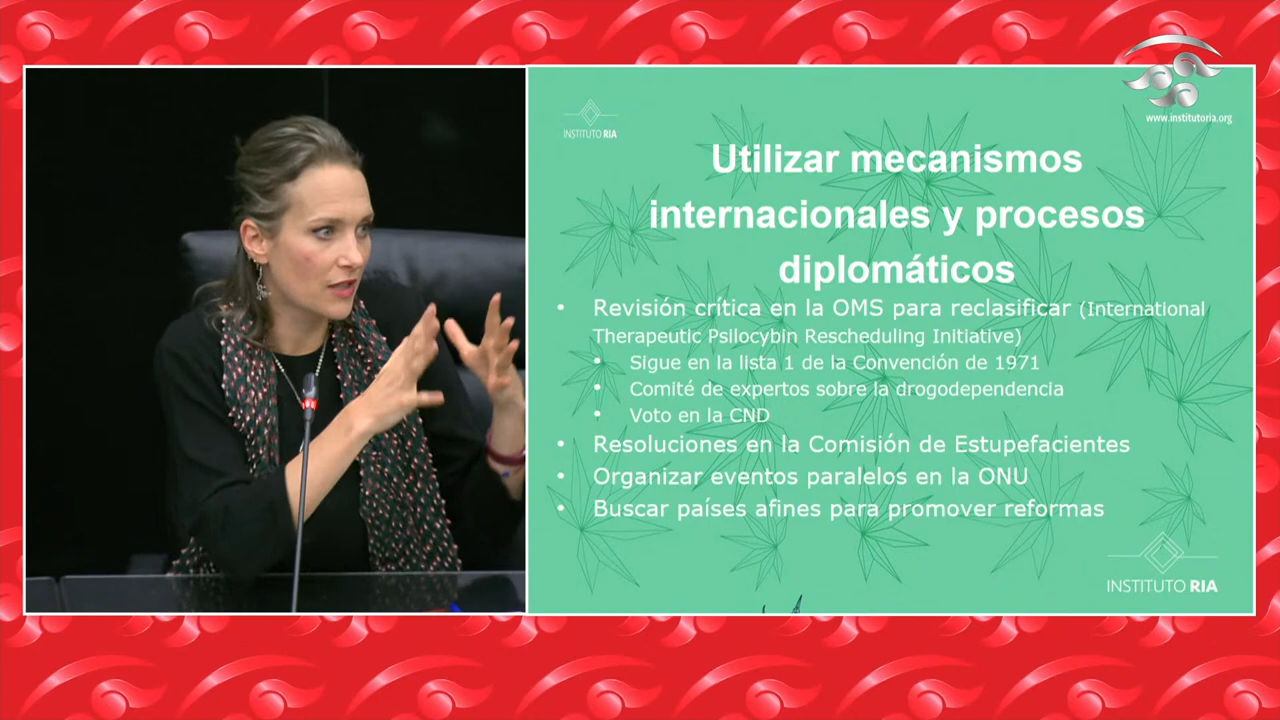 www.institutoria.org
INSTITUTO RIA
Utilizar mecanismos
internacionales y procesos
diplomáticos
• Revisión crítica en la OMS para reclasificar (International
Therapeutic Psilocybin Rescheduling Initiative)
• Sigue en la lista 1 de la Convención de 1971
• Comité de expertos sobre la drogodependencia
• Voto en la CND
• Resoluciones en la Comisión de Estupefacientes
• Organizar eventos paralelos en la ONU
• Buscar países afines para promover reformas
INSTITUTO RIA